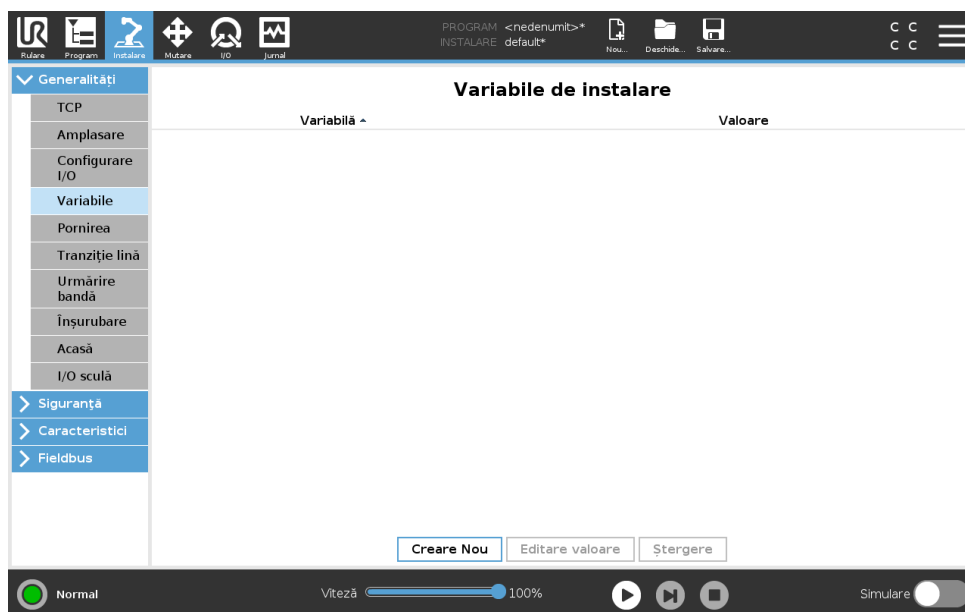 PROGRAM <nedenumit>*
INSTALARE default*
Rulare Program Instalare Mutare I/O Jurnal Nou... Deschide... Salvare...
C C
C C
Generalități
TCP
Amplasare
Configurare
I/O
Variabile
Pornirea
Tranziție lină
Urmărire
bandă
Înșurubare
Acasă
I/O sculă
Siguranță
Caracteristici
Fieldbus
Variabile de instalare
Variabilă Valoare
Creare Nou Editare valoare Ștergere
Normal Viteză 100% Simulare